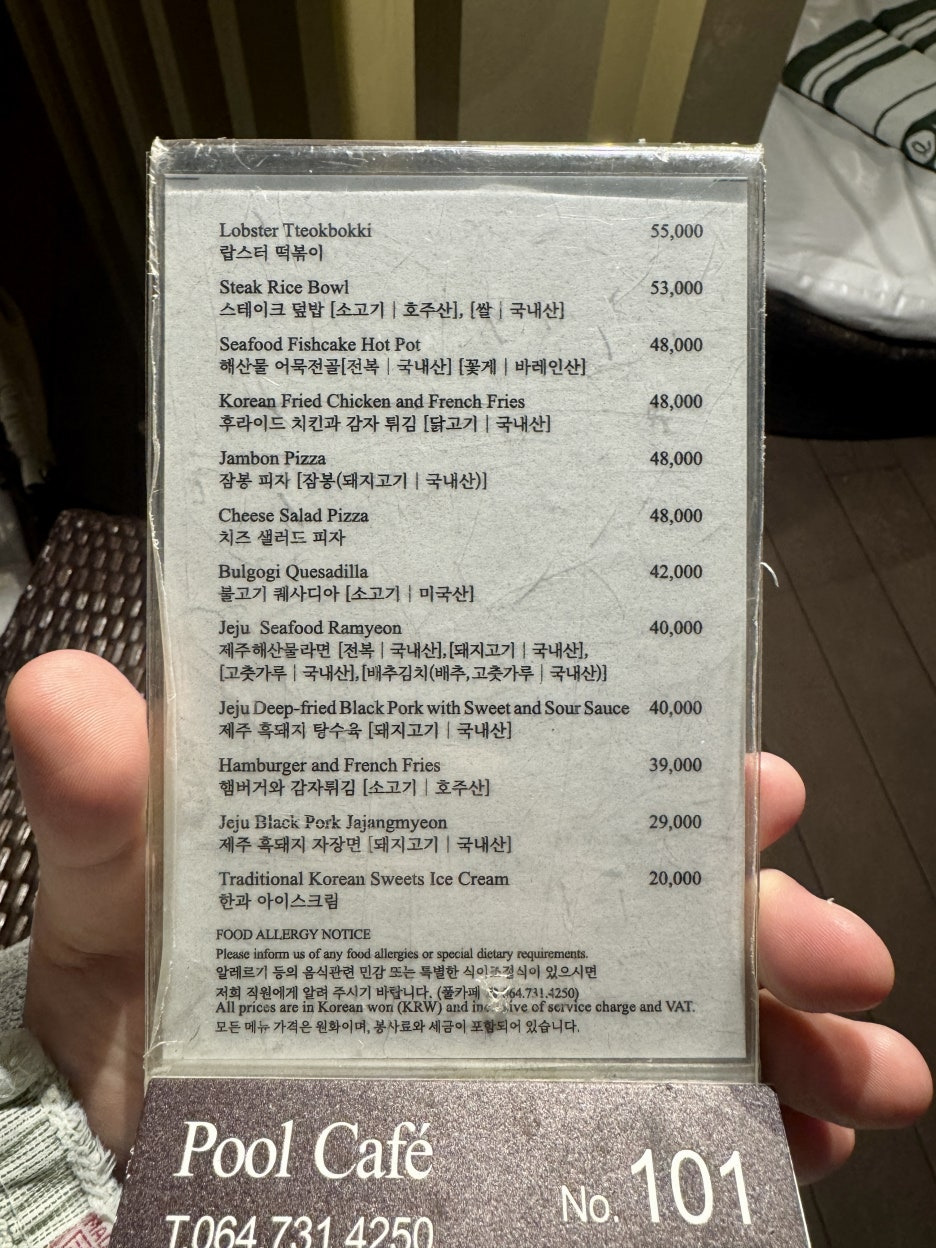 Lobster Tteokbokki 55,000
랍스터 떡볶이
Steak Rice Bowl 53,000
스테이크 덮밥 [소고기 | 호주산], [쌀 | 국내산]
Seafood Fishcake Hot Pot 48,000
해산물 어묵전골[전복 | 국내산] [꽃게 | 바레인산]
Korean Fried Chicken and French Fries 48,000
후라이드 치킨과 감자 튀김 [닭고기 | 국내산]
Jambon Pizza 48,000
잠봉 피자 [잠봉(돼지고기 | 국내산)]
Cheese Salad Pizza 48,000
치즈 샐러드 피자
Bulgogi Quesadilla 42,000
불고기 퀘사디아 [소고기 | 미국산]
Jeju Seafood Ramyeon 40,000
제주해산물라면 [전복 | 국내산],[돼지고기 | 국내산],
[고춧가루 | 국내산],[배추김치(배추,고춧가루 | 국내산)]
Jeju Deep-fried Black Pork with Sweet and Sour Sauce 40,000
제주 흑돼지 탕수육 [돼지고기 | 국내산]
Hamburger and French Fries 39,000
햄버거와 감자튀김 [소고기 | 호주산]
Jeju Black Pork Jajangmyeon 29,000
제주 흑돼지 자장면 [돼지고기 | 국내산]
Traditional Korean Sweets Ice Cream 20,000
한과 아이스크림
FOOD ALLERGY NOTICE
Please inform us of any food allergies or special dietary requirements.
알레르기 등의 음식관련 민감 또는 특별한 있으시면
저희 직원에게 알려 주시기 바랍니다. (풀카페 064.731.4250)
All prices are in Korean won (KRW) and inclusive of service charge and VAT.
모든 메뉴 가격은 원화이며, 봉사료와 세금이 포함되어 있습니다.
Pool Café
No. 101
T.064.731.4250